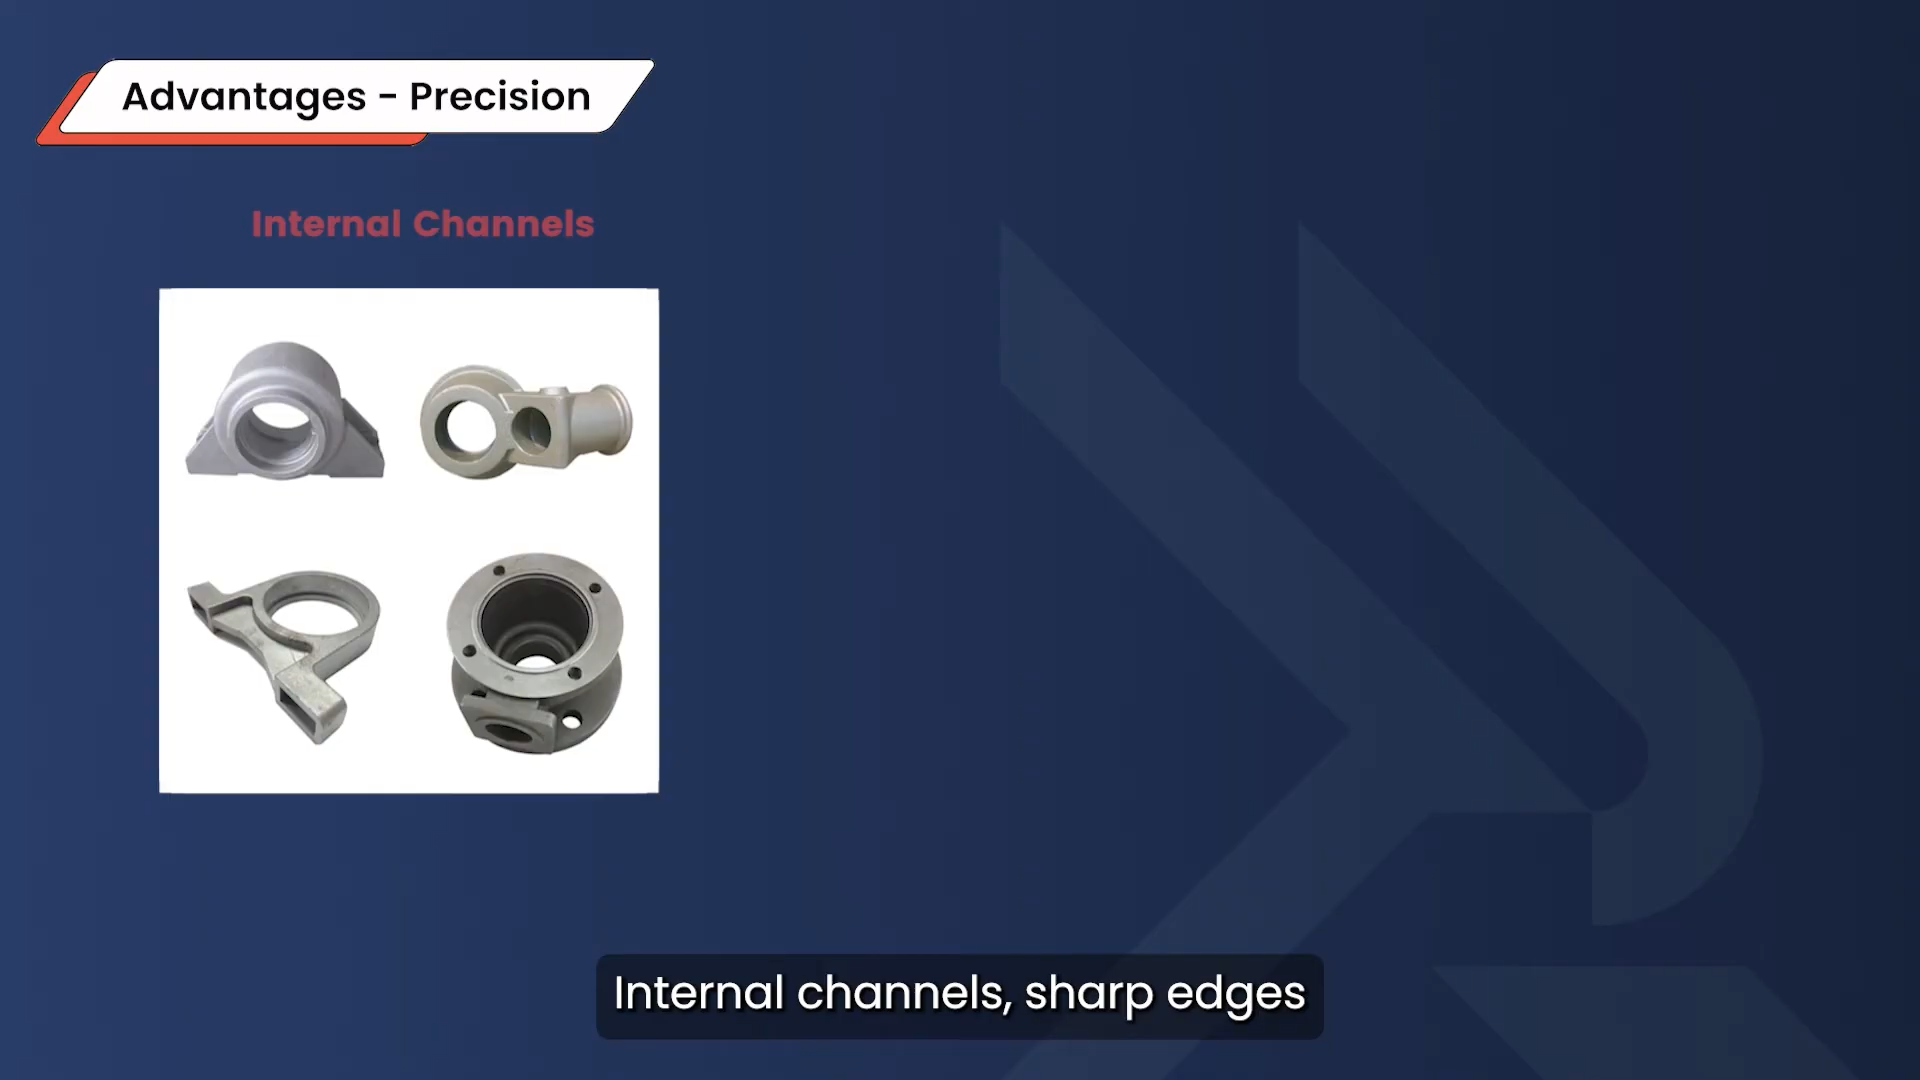 Advantages - Precision
Internal Channels
Internal channels, sharp edges